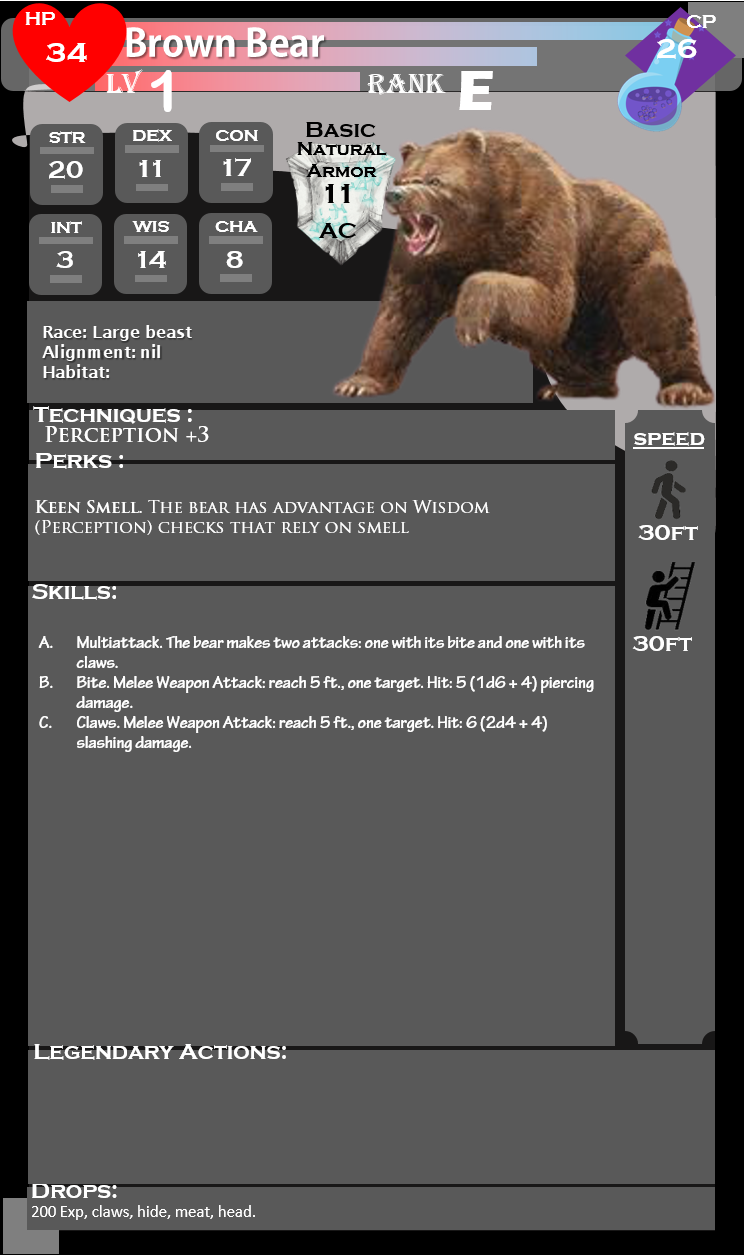 HP
34
Brown Bear
CP
26
LV 1
RANK E
STR
20
DEX
11
CON
17
INT
3
WIS
14
CHA
8
Basic
Natural
Armor
11
AC
Race: Large beast
Alignment: nil
Habitat:
Techniques :
Perception +3
Perks :
Keen Smell. The bear has advantage on Wisdom
(Perception) checks that rely on smell
Skills:
A. Multiattack. The bear makes two attacks: one with its bite and one with its
claws.
B. Bite. Melee Weapon Attack: reach 5 ft., one target. Hit: 5 (1d6 + 4) piercing
damage.
C. Claws. Melee Weapon Attack: reach 5 ft., one target. Hit: 6 (2d4 + 4)
slashing damage.
SPEED
30FT
30FT
Legendary Actions:
Drops:
200 Exp, claws, hide, meat, head.